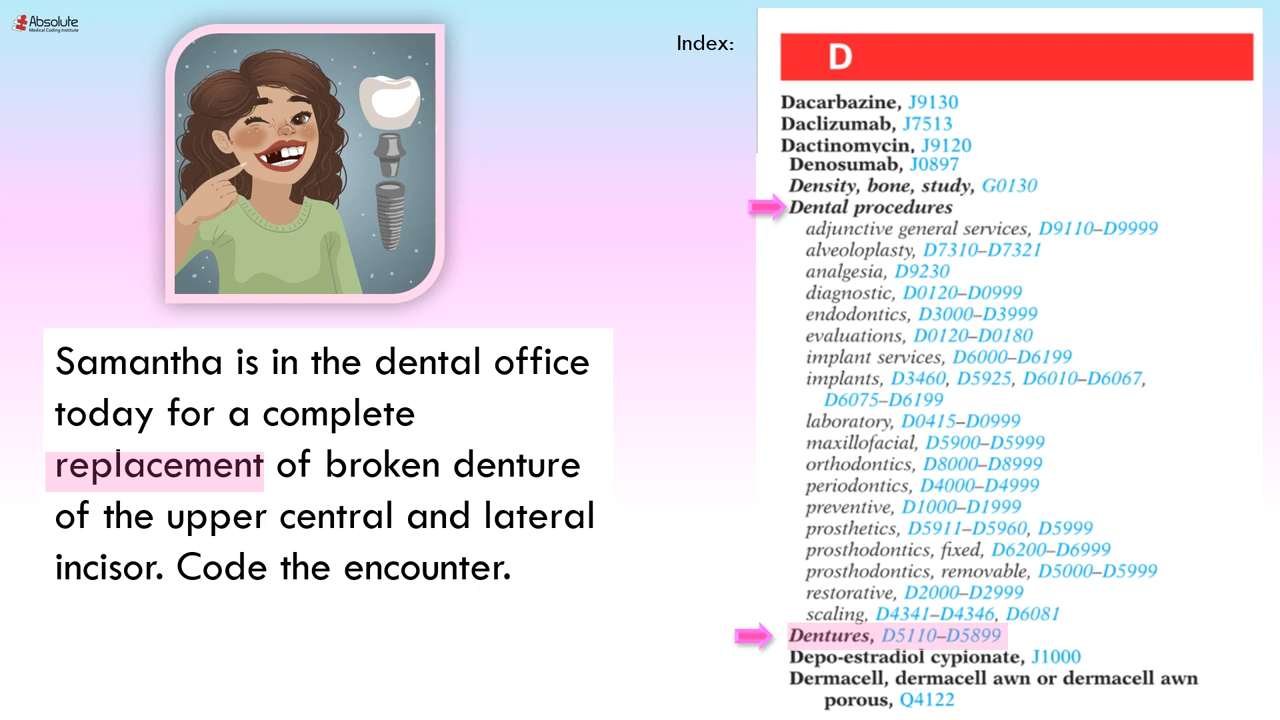 Absolute
Medical Coding Institute
Index:
D
Dacarbazine, J9130
Daclizumab, J7513
Dactinomycin, J9120
Denosumab, J0897
Density, bone, study, G0130
Dental procedures
adjunctive general services, D9110–D9999
alveoloplasty, D7310–D7321
analgesia, D9230
diagnostic, D0120–D0999
endodontics, D3000–D3999
evaluations, D0120–D0180
implant services, D6000–D6199
implants, D3460, D5925, D6010–D6067,
D6075–D6199
laboratory, D0415–D0999
maxillofacial, D5900–D5999
orthodontics, D8000–D8999
periodontics, D4000–D4999
preventive, D1000–D1999
prosthetics, D5911–D5960, D5999
prosthodontics, fixed, D6200–D6999
prosthodontics, removable, D5000–D5999
restorative, D2000–D2999
scaling, D4341–D4346, D6081
Dentures, D5110–D5899
Depo-estradiol cypionate, J1000
Dermacell, dermacell awn or dermacell awn
porous, Q4122
Samantha is in the dental office
today for a complete
replacement of broken denture
of the upper central and lateral
incisor. Code the encounter.